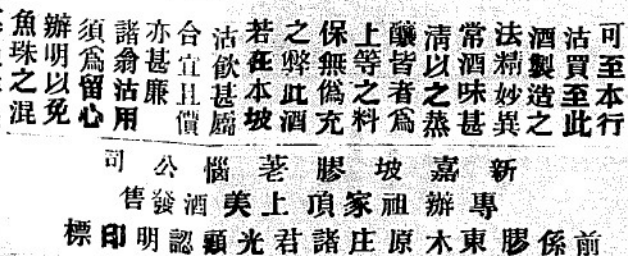 可至本行
沽買至此
酒製造之
法精妙異
常酒味甚
清以之蒸
釀皆者爲
上等之料
保無僞充
之弊此酒
若在本坡
沽飲甚屬
合宜且價
亦甚廉
諸翁沽用
須爲留心
辦明以免
魚珠之混
新嘉坡膠荖惱公司
專辦祖家頂上美酒發售
前係膠東木原庄諸君光顧認明印標